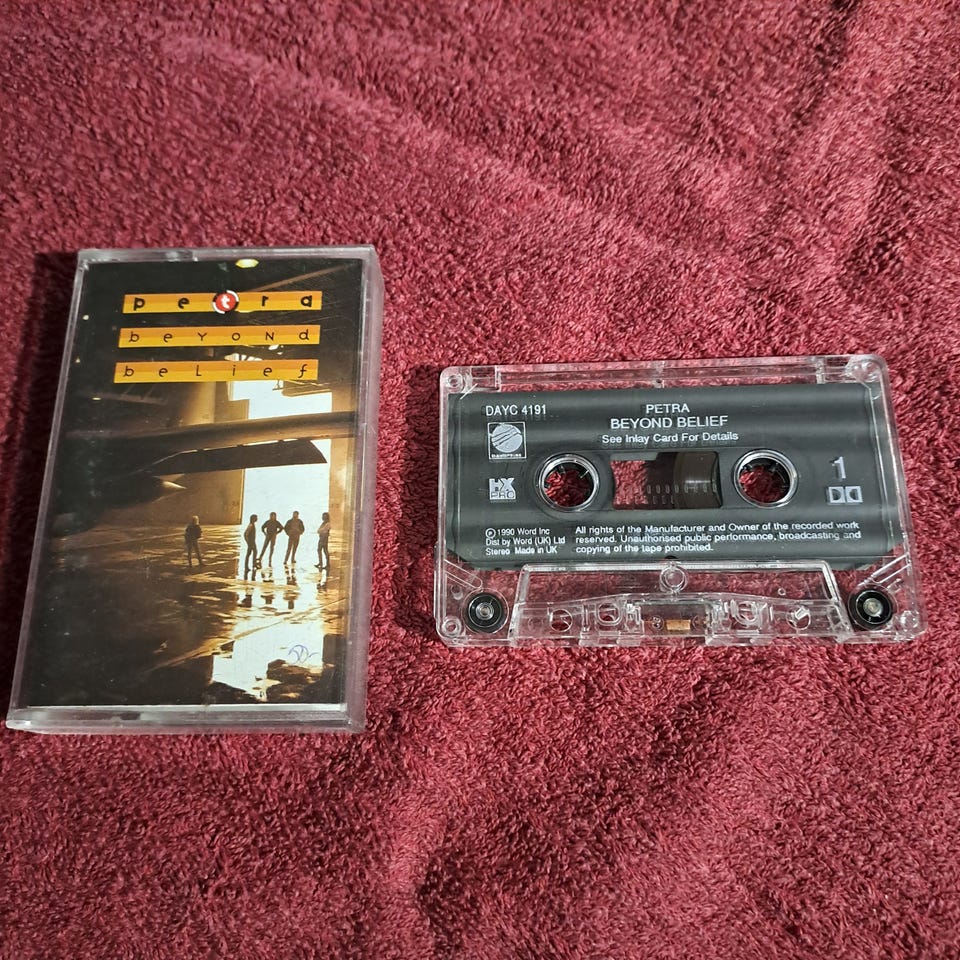 petra
beYONd
beLief
DAYC 4191
PETRA
BEYOND BELIEF
See Inlay Card For Details
HX
PRO
1
℗ 1990 Word Inc
Dist by Word (UK) Ltd
Stereo Made in UK
All rights of the Manufacturer and Owner of the recorded work
reserved. Unauthorised public performance, broadcasting and
copying of the tape prohibited.